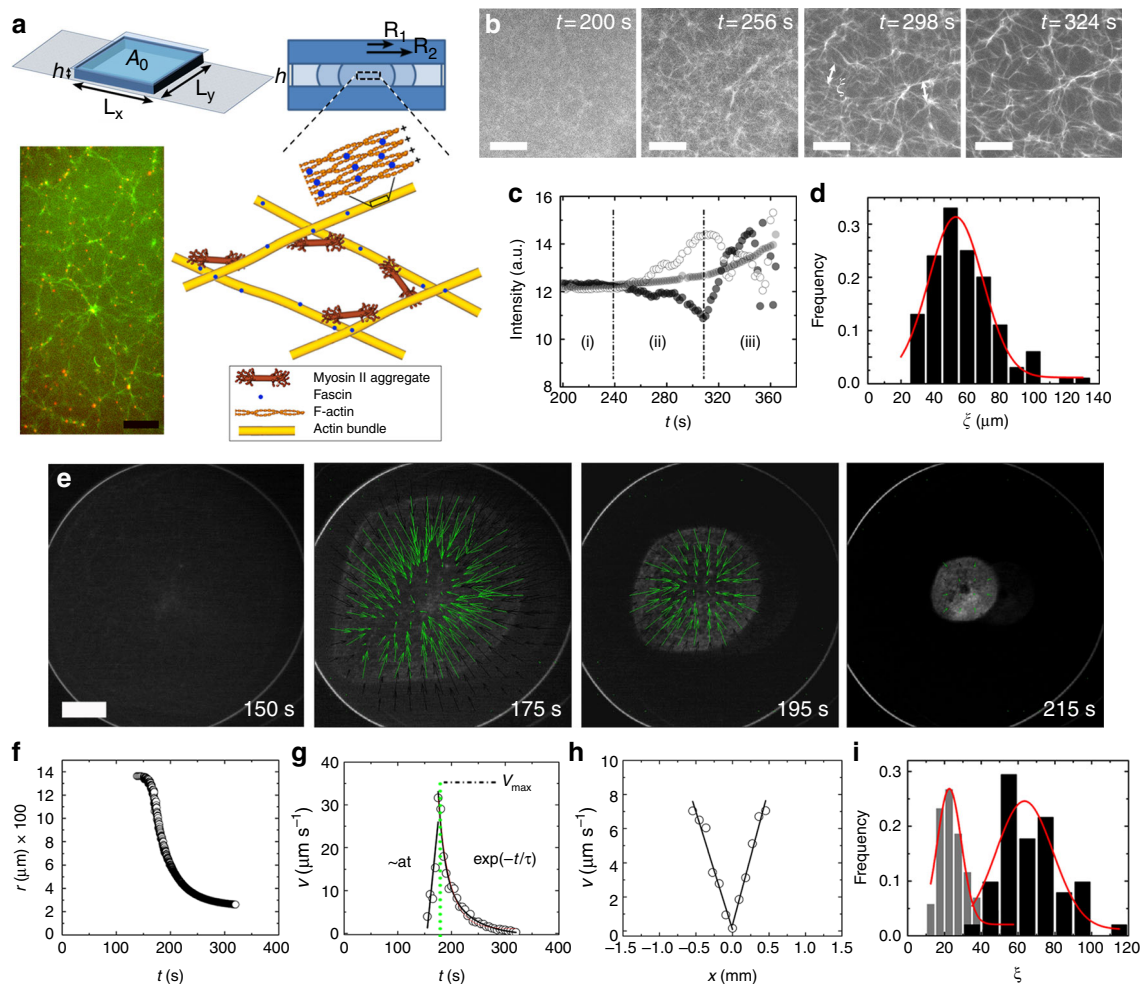 a
A0
h
Lx
Ly
R1
R2
h
+
+
+
+
Myosin II aggregate
Fascin
F-actin
Actin bundle
b
t = 200 s
t = 256 s
t = 298 s
t = 324 s
ξ
c
Intensity (a.u.)
16
14
12
10
8
(i)
(ii)
(iii)
200 240 280 320 360
t (s)
d
Frequency
0.3
0.2
0.1
0.0
0 20 40 60 80 100 120 140
ξ (μm)
e
150 s
175 s
195 s
215 s
f
r (μm) × 100
14
12
10
8
6
4
2
0
0 100 200 300 400
t (s)
g
v (μm s−1)
40
30
20
10
0
Vmax
~at
exp(−t/τ)
0 100 200 300 400
t (s)
h
v (μm s−1)
10
8
6
4
2
0
−1.5 −1.0 −0.5 0.0 0.5 1.0 1.5
x (mm)
i
Frequency
0.3
0.2
0.1
0.0
0 20 40 60 80 100 120
ξ